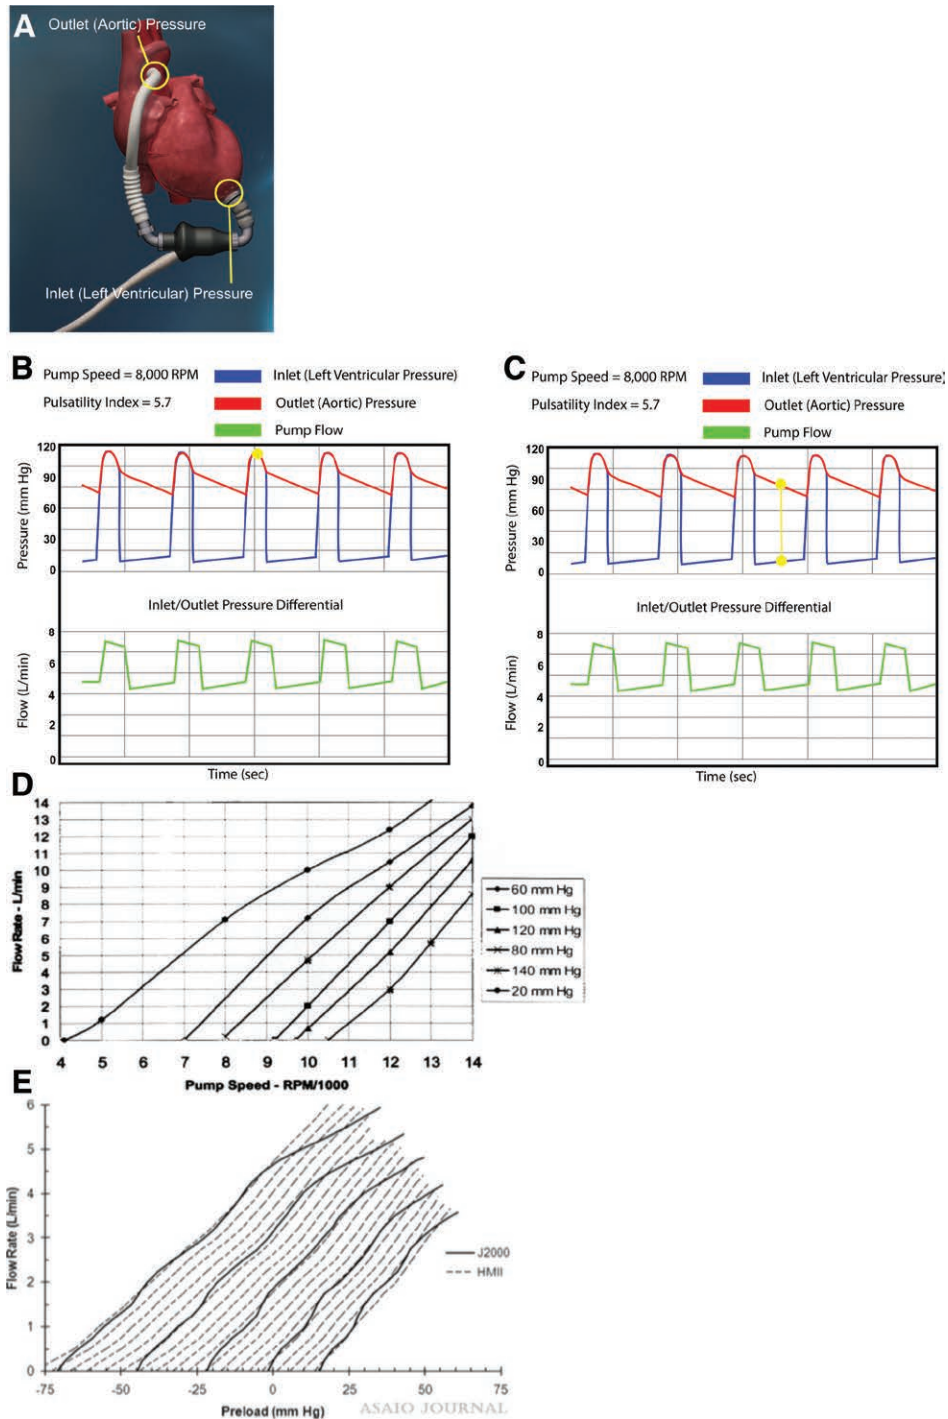 A
Outlet (Aortic) Pressure
Inlet (Left Ventricular) Pressure
B
Pump Speed = 8,000 RPM
Pulsatility Index = 5.7
Inlet (Left Ventricular Pressure)
Outlet (Aortic) Pressure
Pump Flow
120
90
60
30
0
Pressure (mm Hg)
Inlet/Outlet Pressure Differential
8
6
4
2
0
Flow (L/min)
Time (sec)
C
Pump Speed = 8,000 RPM
Pulsatility Index = 5.7
Inlet (Left Ventricular Pressure)
Outlet (Aortic) Pressure
Pump Flow
120
90
60
30
0
Pressure (mm Hg)
Inlet/Outlet Pressure Differential
8
6
4
2
0
Flow (L/min)
Time (sec)
D
14
13
12
11
10
9
8
7
6
5
4
3
2
1
0
Flow Rate - L/min
4 5 6 7 8 9 10 11 12 13 14
Pump Speed - RPM/1000
60 mm Hg
100 mm Hg
120 mm Hg
80 mm Hg
140 mm Hg
20 mm Hg
E
6
5
4
3
2
1
0
Flow Rate (L/min)
-75 -50 -25 0 25 50 75
Preload (mm Hg)
J2000
HMII
ASAIO JOURNAL